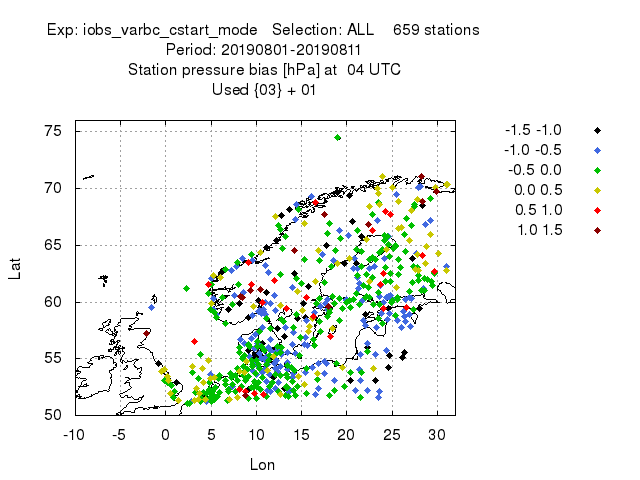 Exp: iobs_varbc_cstart_mode   Selection: ALL    659 stations
Period: 20190801-20190811
Station pressure bias [hPa] at  04 UTC
Used {03} + 01
-1.5 -1.0
-1.0 -0.5
-0.5 0.0
0.0 0.5
0.5 1.0
1.0 1.5
75
70
65
60
55
50
Lat
-10 -5 0 5 10 15 20 25 30
Lon